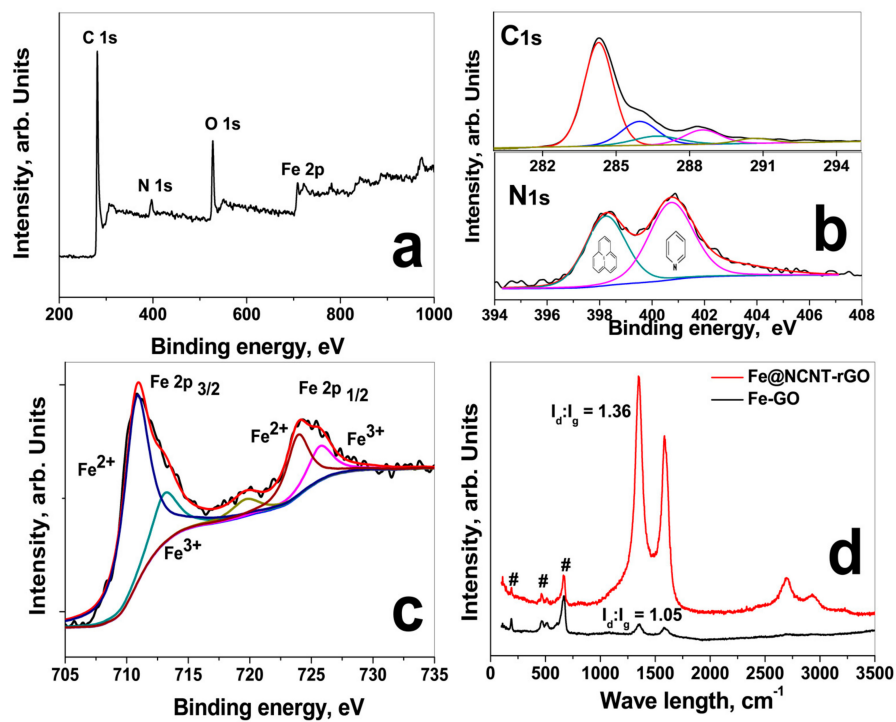 C 1s
O 1s
N 1s
Fe 2p
a
Intensity, arb. Units
200 400 600 800 1000
Binding energy, eV
C1s
282 285 288 291 294
N1s
N
b
Intensity, arb. Units
394 396 398 400 402 404 406 408
Binding energy, eV
Fe 2p 3/2
Fe 2p 1/2
Fe2+
Fe3+
Fe2+
Fe3+
c
Intensity, arb. Units
705 710 715 720 725 730 735
Binding energy, eV
Fe@NCNT-rGO
Fe-GO
Id:Ig = 1.36
# # #
Id:Ig = 1.05
d
Intensity, arb. Units
0 500 1000 1500 2000 2500 3000 3500
Wave length, cm-1